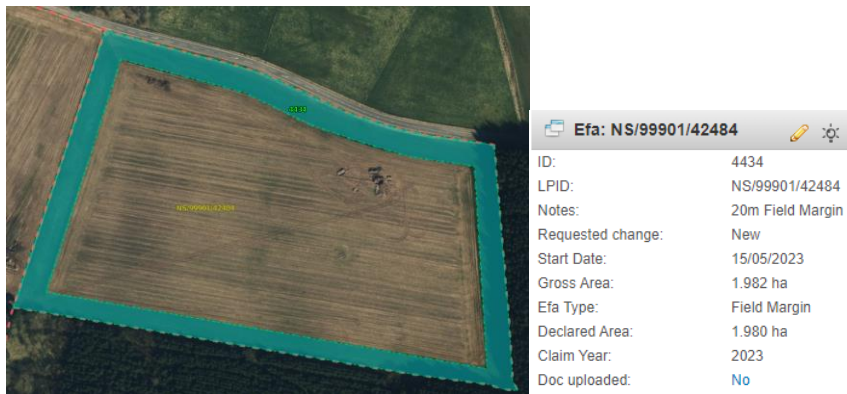 4434
NS/99901/42484
Efa: NS/99901/42484
ID: 4434
LPID: NS/99901/42484
Notes: 20m Field Margin
Requested change: New
Start Date: 15/05/2023
Gross Area: 1.982 ha
Efa Type: Field Margin
Declared Area: 1.980 ha
Claim Year: 2023
Doc uploaded: No